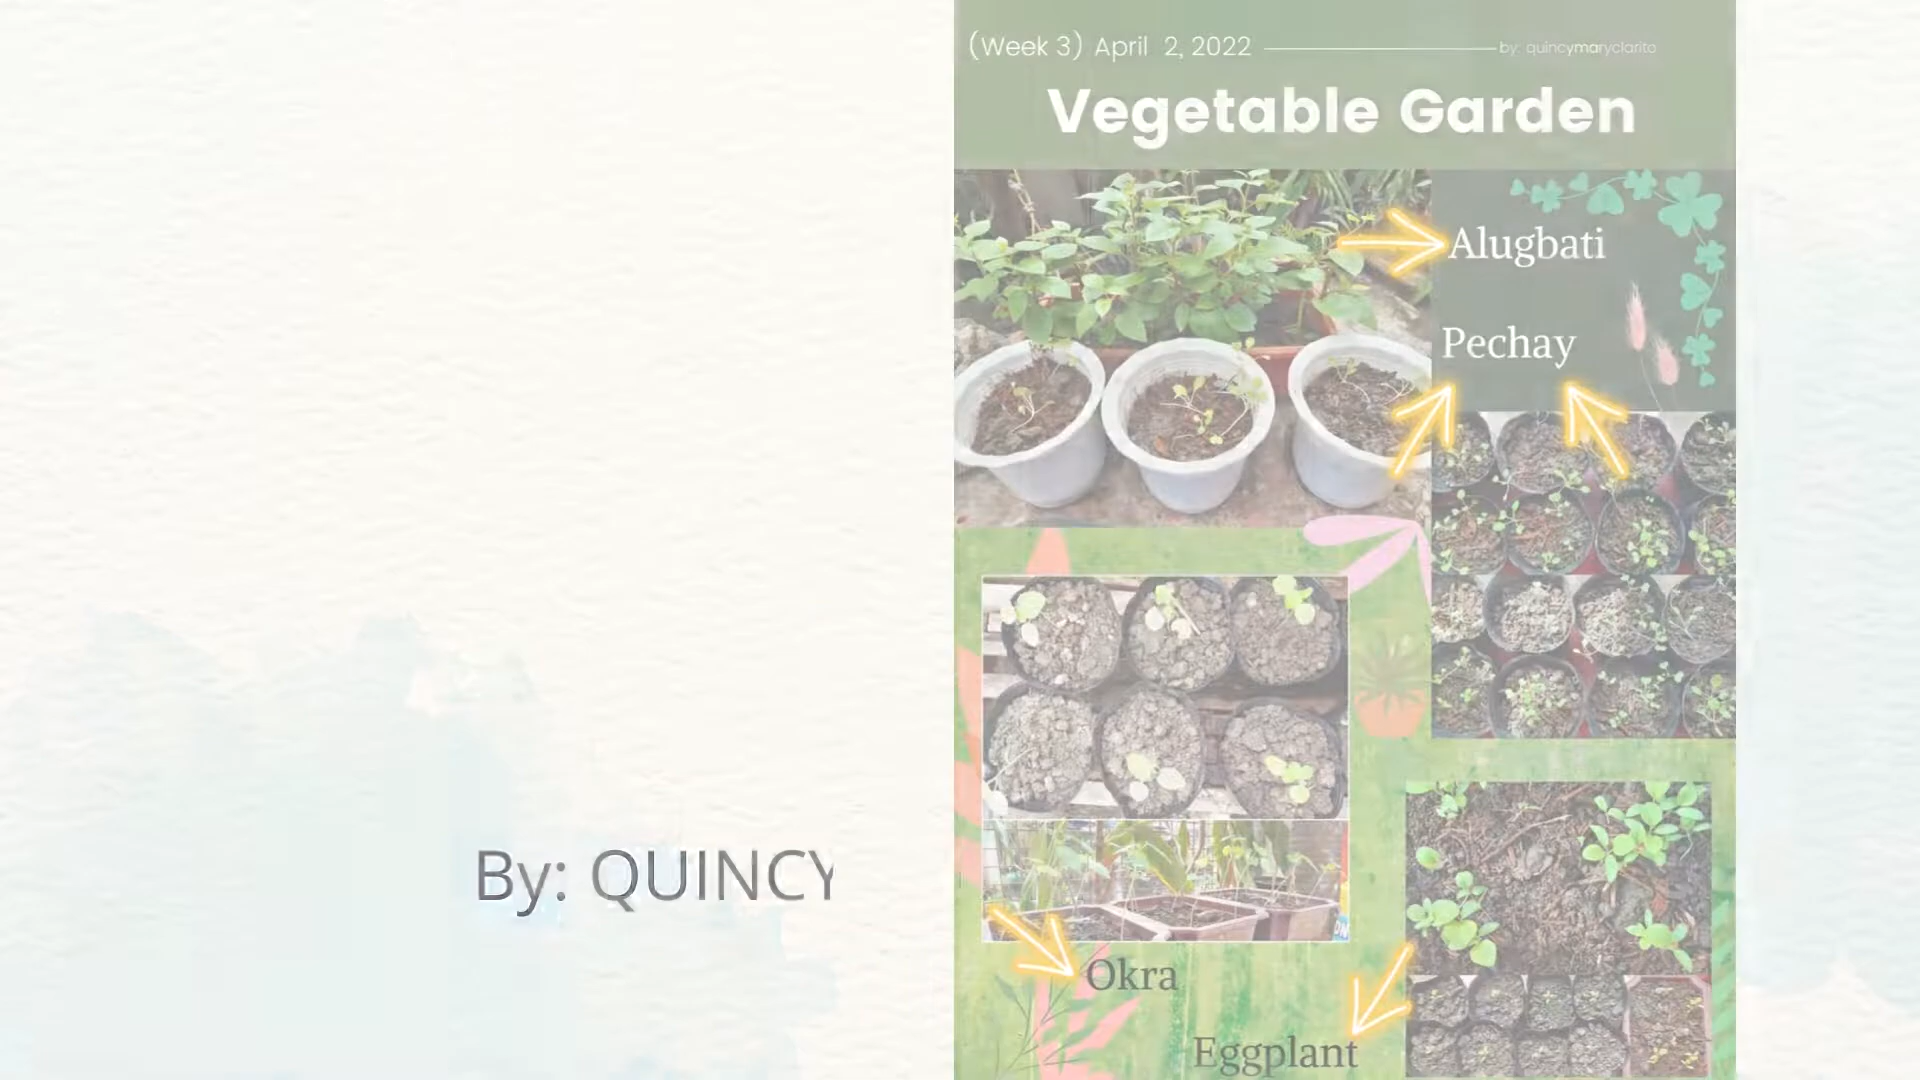 (Week 3) April 2, 2022
by: quincymaryclarito
Vegetable Garden
Alugbati
Pechay
By: QUINCY
Okra
Eggplant